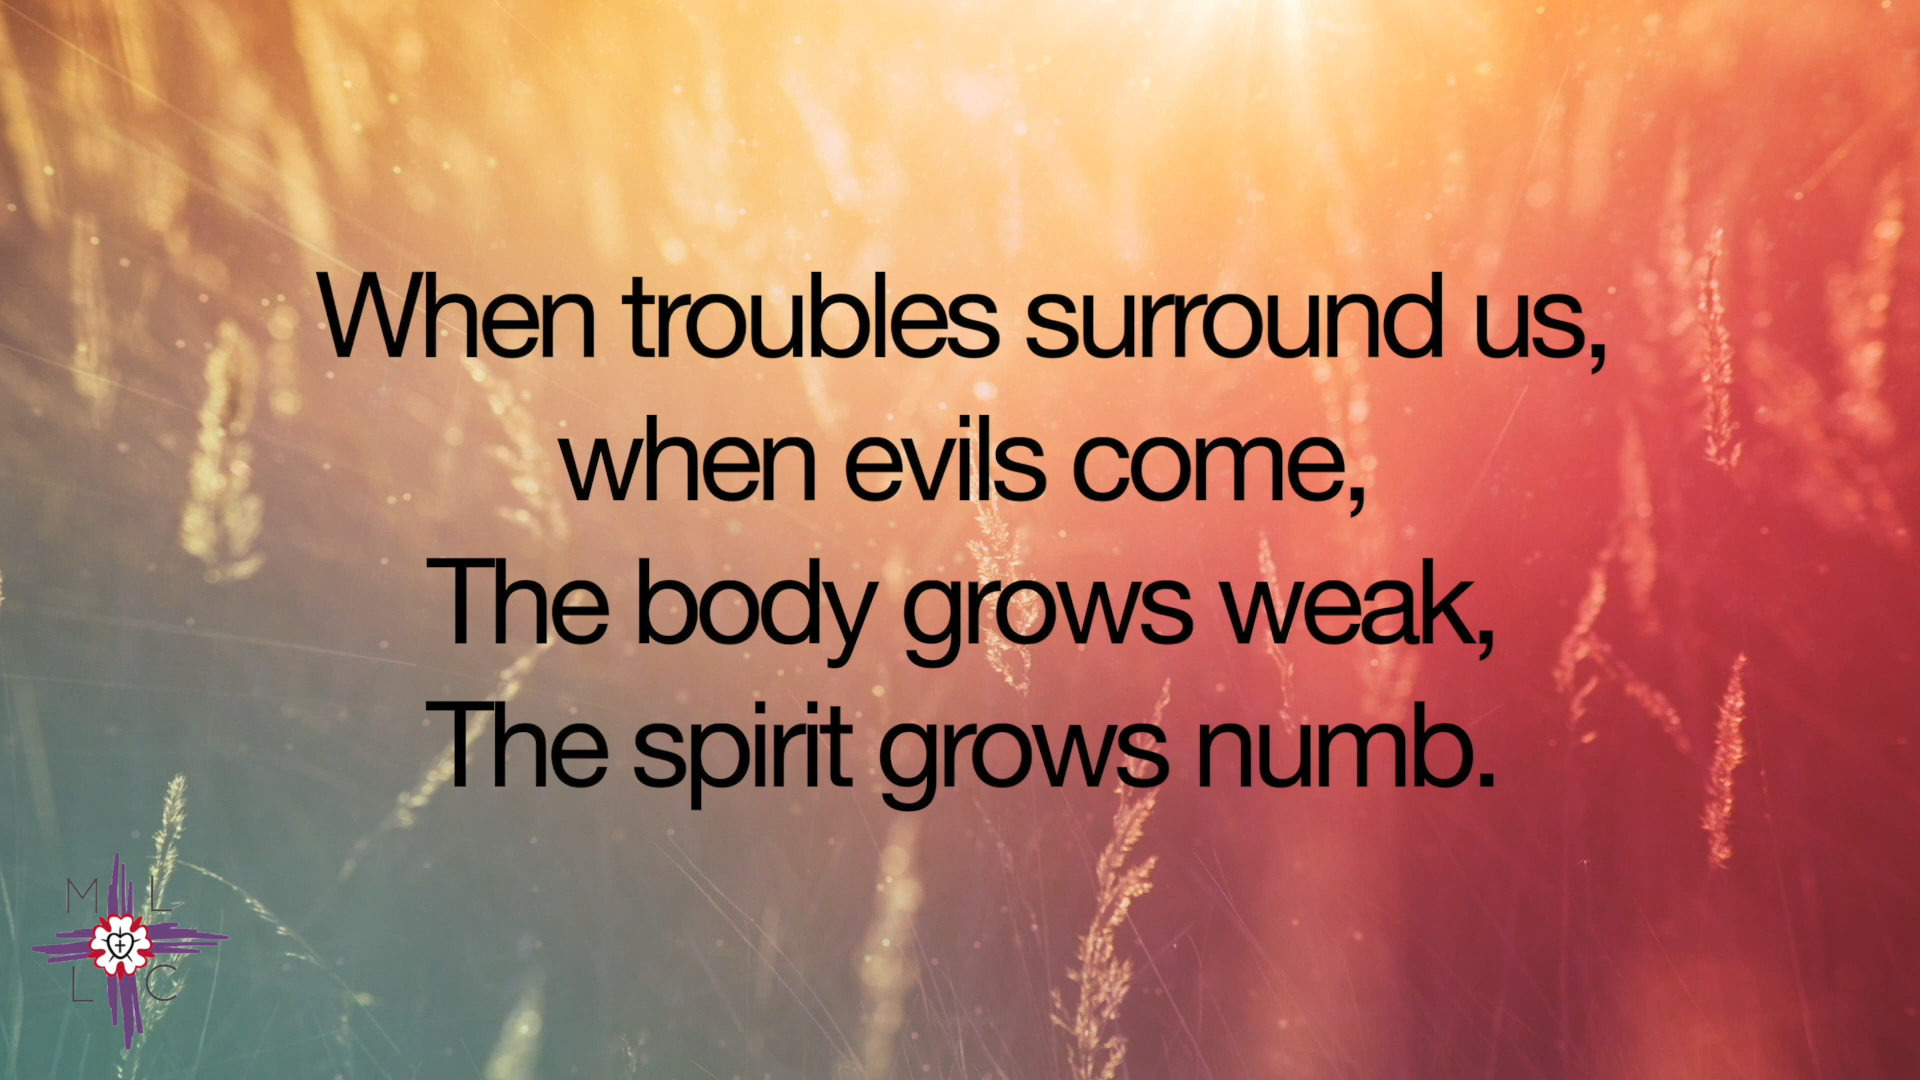 When troubles surround us,
when evils come,
The body grows weak,
The spirit grows numb.
M L
L C